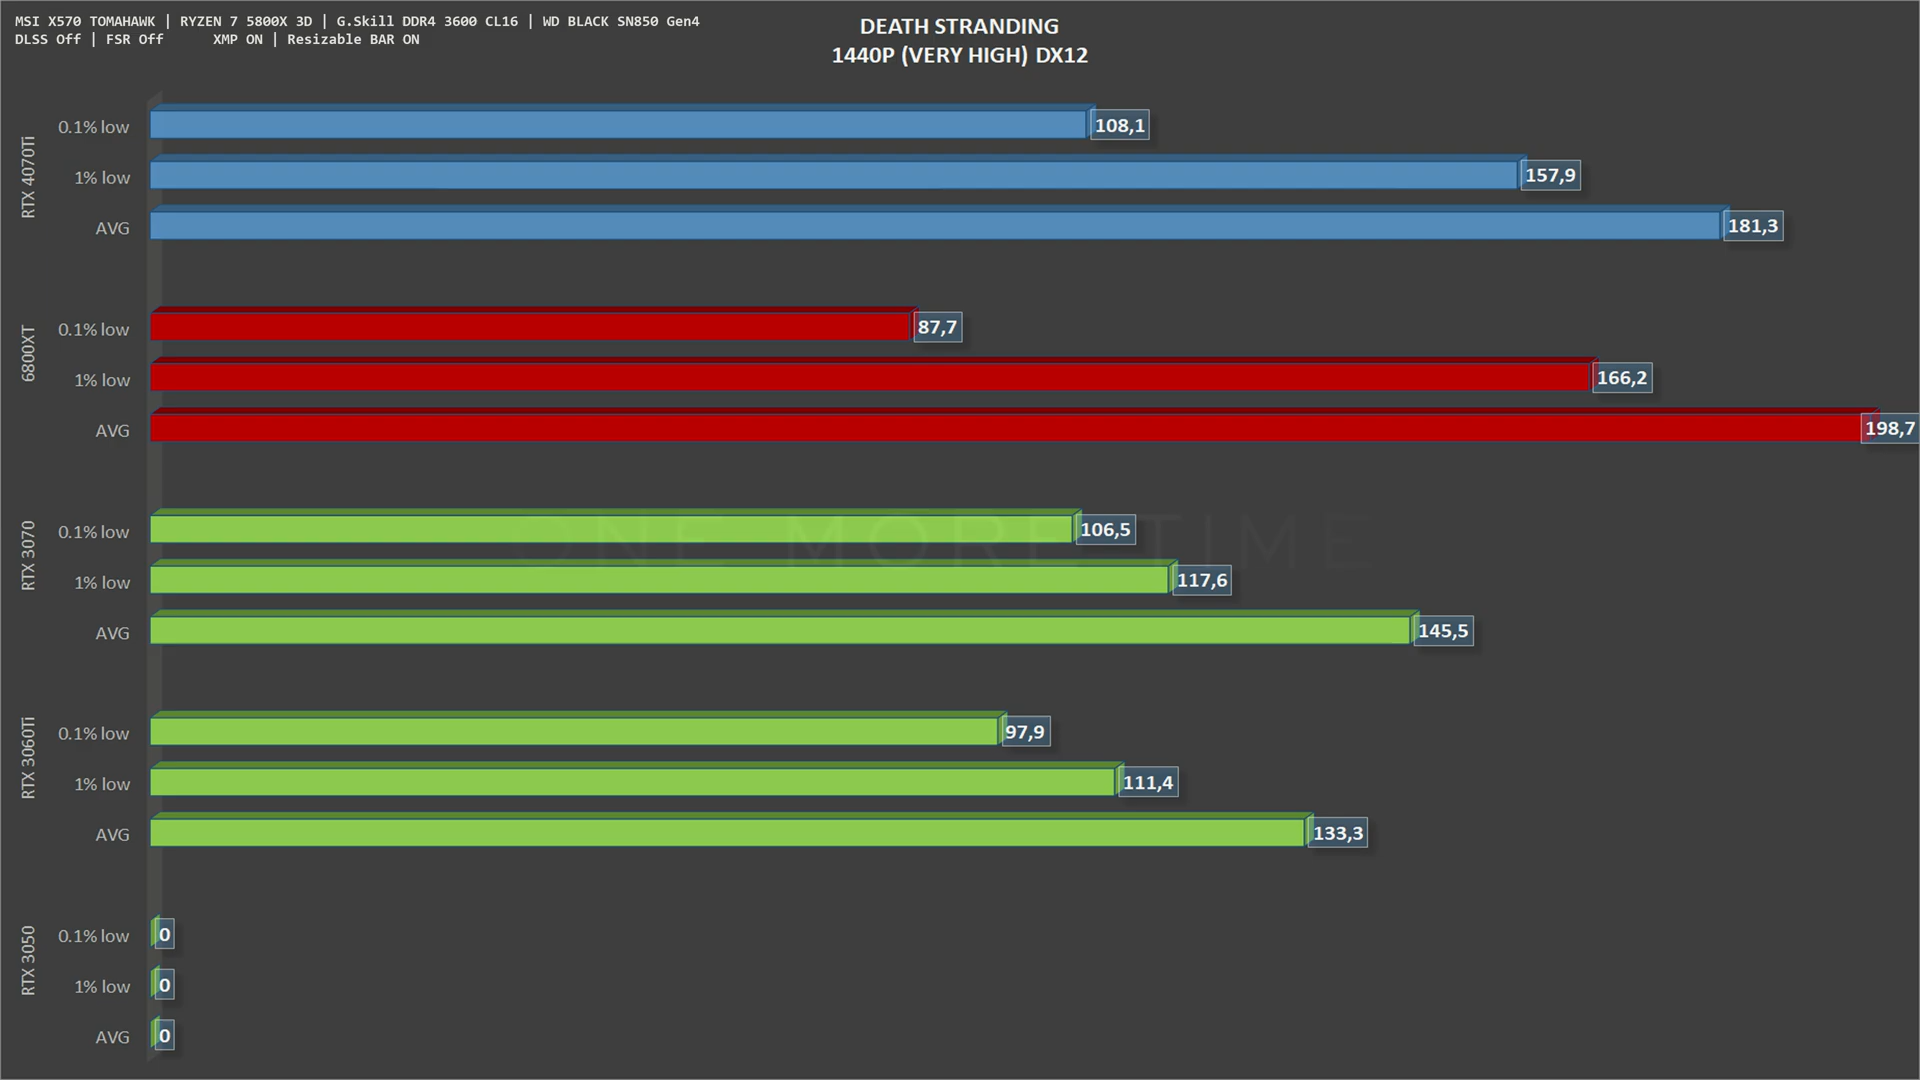 MSI X570 TOMAHAWK | RYZEN 7 5800X 3D | G.Skill DDR4 3600 CL16 | WD BLACK SN850 Gen4
DLSS Off | FSR Off XMP ON | Resizable BAR ON
DEATH STRANDING
1440P (VERY HIGH) DX12
RTX 4070Ti
0.1% low 108,1
1% low 157,9
AVG 181,3
6800XT
0.1% low 87,7
1% low 166,2
AVG 198,7
RTX 3070
0.1% low 106,5
1% low 117,6
AVG 145,5
ONE MORE TIME
RTX 3060Ti
0.1% low 97,9
1% low 111,4
AVG 133,3
RTX 3050
0.1% low 0
1% low 0
AVG 0